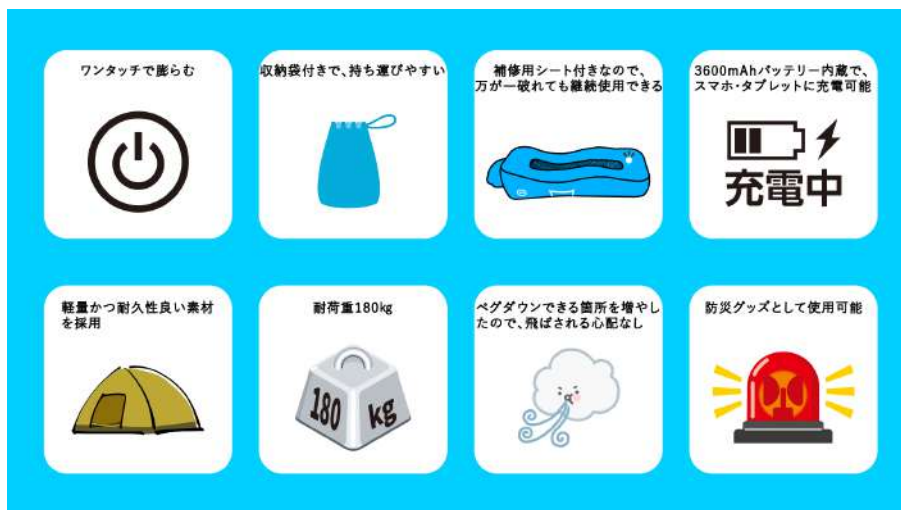 ワンタッチで膨らむ
収納袋付きで、持ち運びやすい
補修用シート付きなので、
万が一破れても継続使用できる
3600mAhバッテリー内蔵で、
スマホ・タブレットに充電可能
充電中
軽量かつ耐久性良い素材
を採用
耐荷重180kg
180 kg
ペグダウンできる箇所を増やし
たので、飛ばされる心配なし
防災グッズとして使用可能